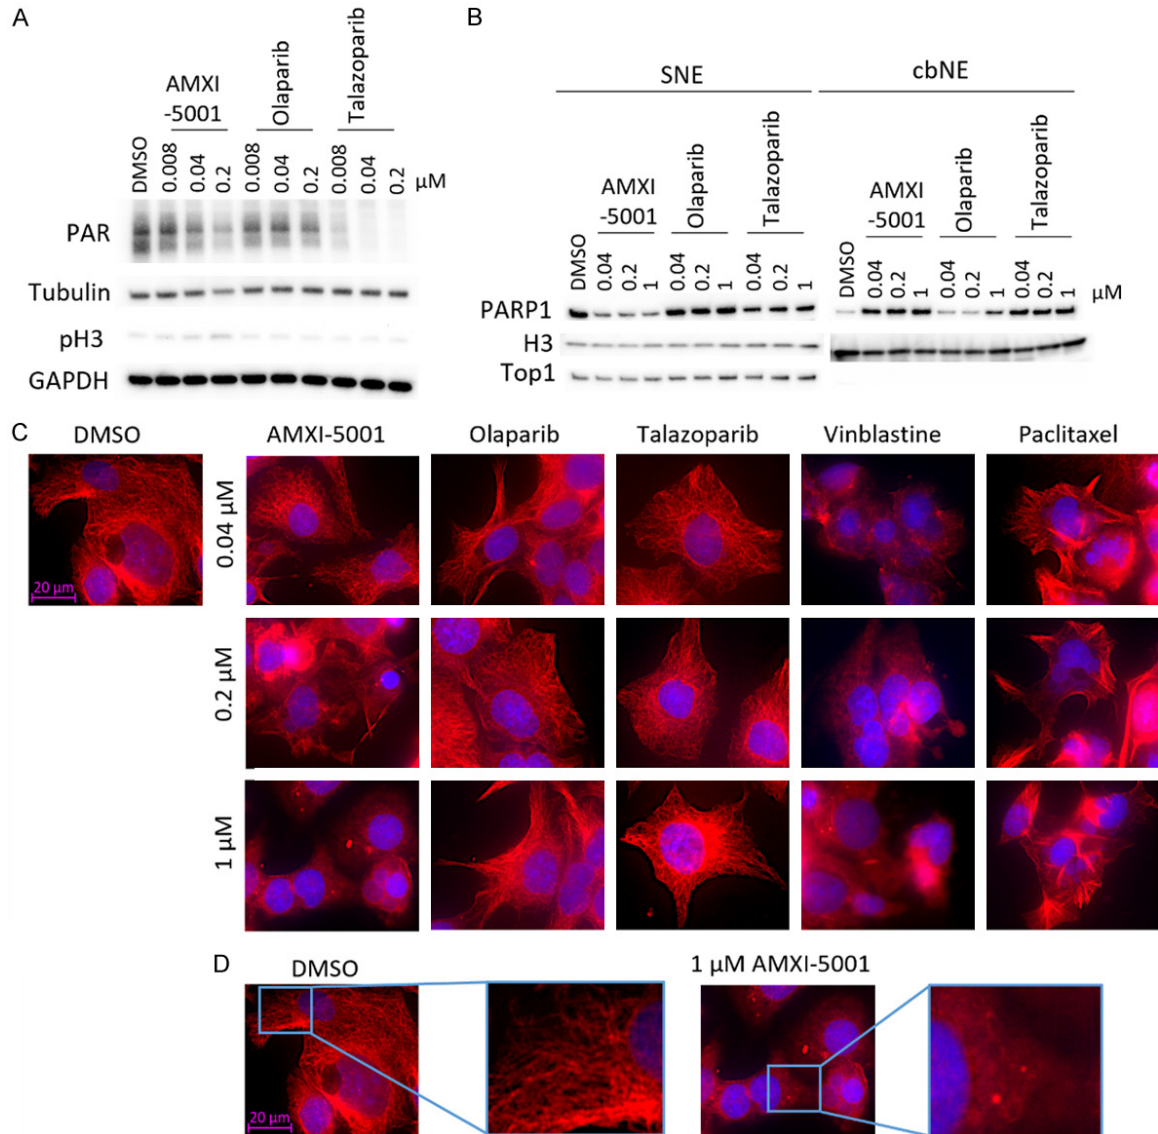 A
AMXI
-5001
Olaparib
Talazoparib
DMSO
0.008
0.04
0.2
0.008
0.04
0.2
0.008
0.04
0.2
μM
PAR
Tubulin
pH3
GAPDH
B
SNE
cbNE
AMXI
-5001
Olaparib
Talazoparib
AMXI
-5001
Olaparib
Talazoparib
DMSO
0.04
0.2
1
0.04
0.2
1
0.04
0.2
1
DMSO
0.04
0.2
1
0.04
0.2
1
0.04
0.2
1
μM
PARP1
H3
Top1
C
DMSO
AMXI-5001
Olaparib
Talazoparib
Vinblastine
Paclitaxel
20 μm
0.04 μM
0.2 μM
1 μM
D
DMSO
1 μM AMXI-5001
20 μm